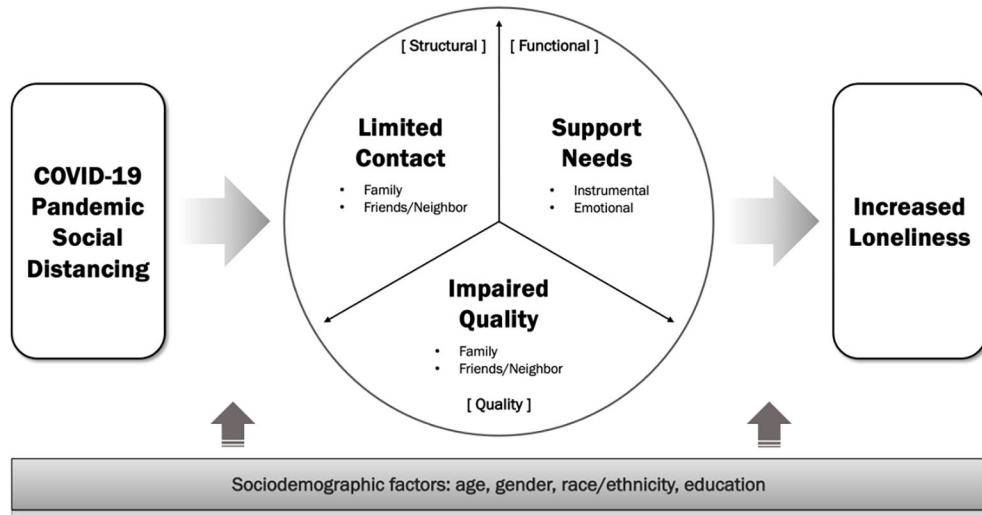 COVID-19
Pandemic
Social
Distancing
[ Structural ]
Limited
Contact
• Family
• Friends/Neighbor
[ Functional ]
Support
Needs
• Instrumental
• Emotional
Impaired
Quality
• Family
• Friends/Neighbor
[ Quality ]
Increased
Loneliness
Sociodemographic factors: age, gender, race/ethnicity, education